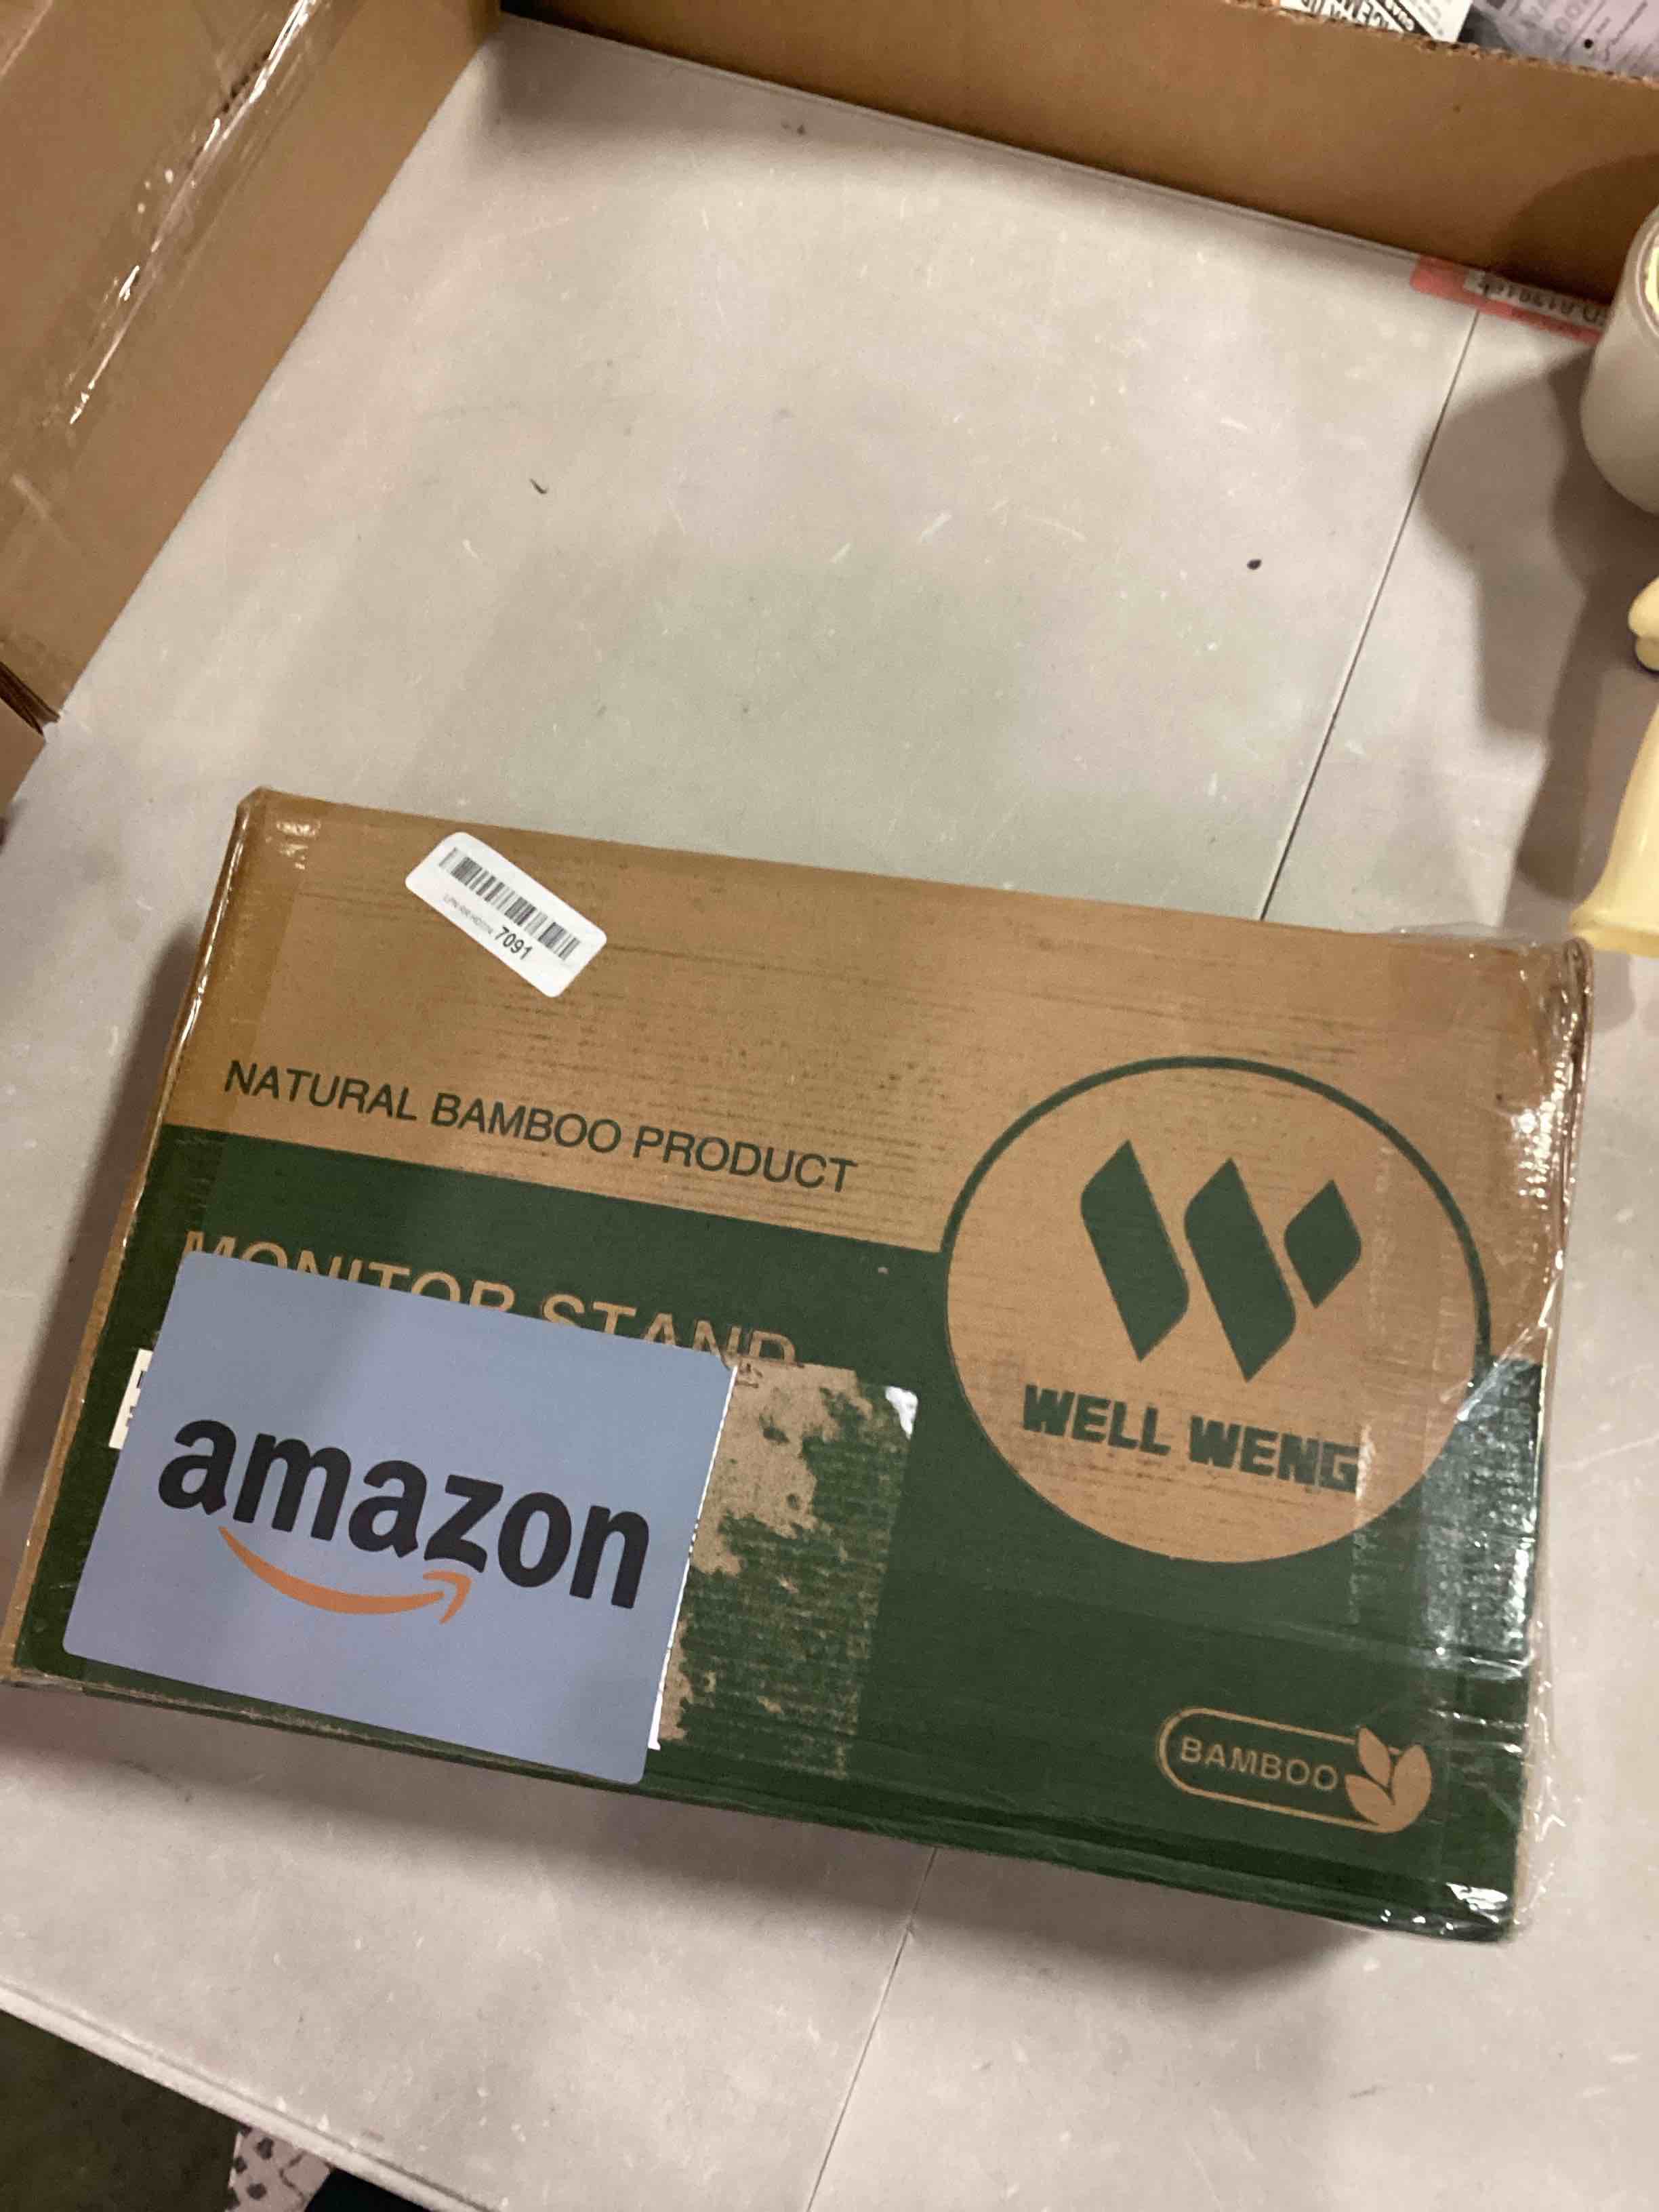 7091
NATURAL BAMBOO PRODUCT
MONITOR STAND
WELL WENG
amazon
BAMBOO